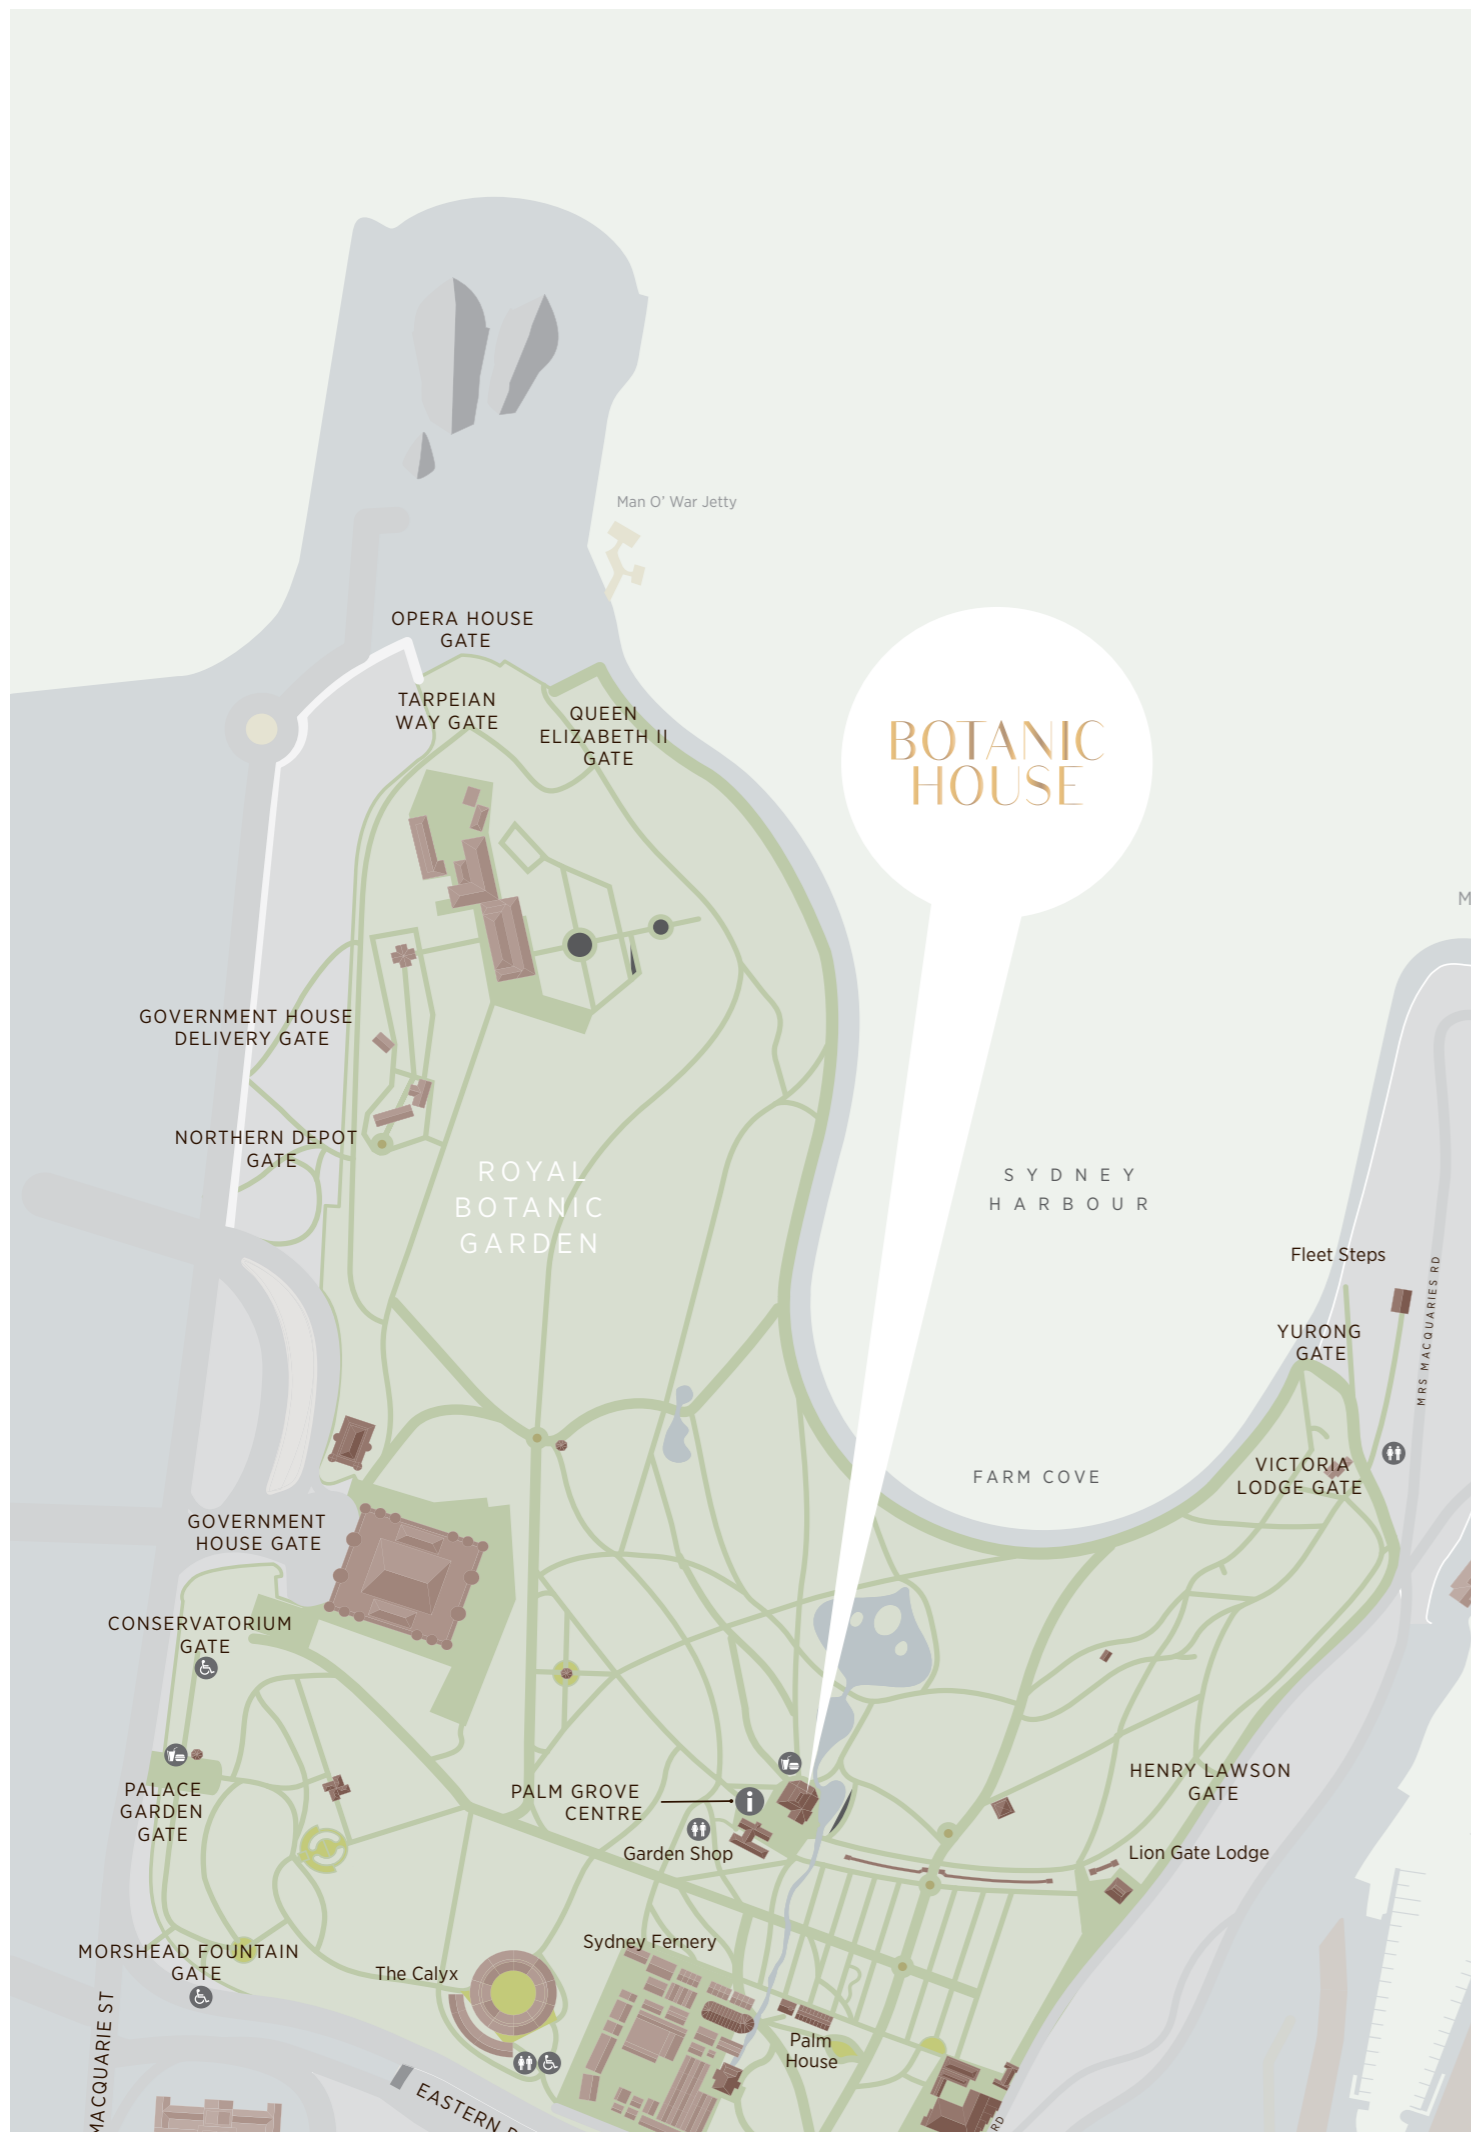 Man O' War Jetty
OPERA HOUSE
GATE
TARPEIAN
WAY GATE
QUEEN
ELIZABETH II
GATE
BOTANIC
HOUSE
GOVERNMENT HOUSE
DELIVERY GATE
NORTHERN DEPOT
GATE
ROYAL
BOTANIC
GARDEN
SYDNEY
HARBOUR
Fleet Steps
YURONG
GATE
MRS MACQUARIES RD
FARM COVE
VICTORIA
LODGE GATE
GOVERNMENT
HOUSE GATE
CONSERVATORIUM
GATE
PALACE
GARDEN
GATE
PALM GROVE
CENTRE
i
Garden Shop
HENRY LAWSON
GATE
Lion Gate Lodge
MORSHEAD FOUNTAIN
GATE
The Calyx
Sydney Fernery
Palm
House
MACQUARIE ST
EASTERN
RD